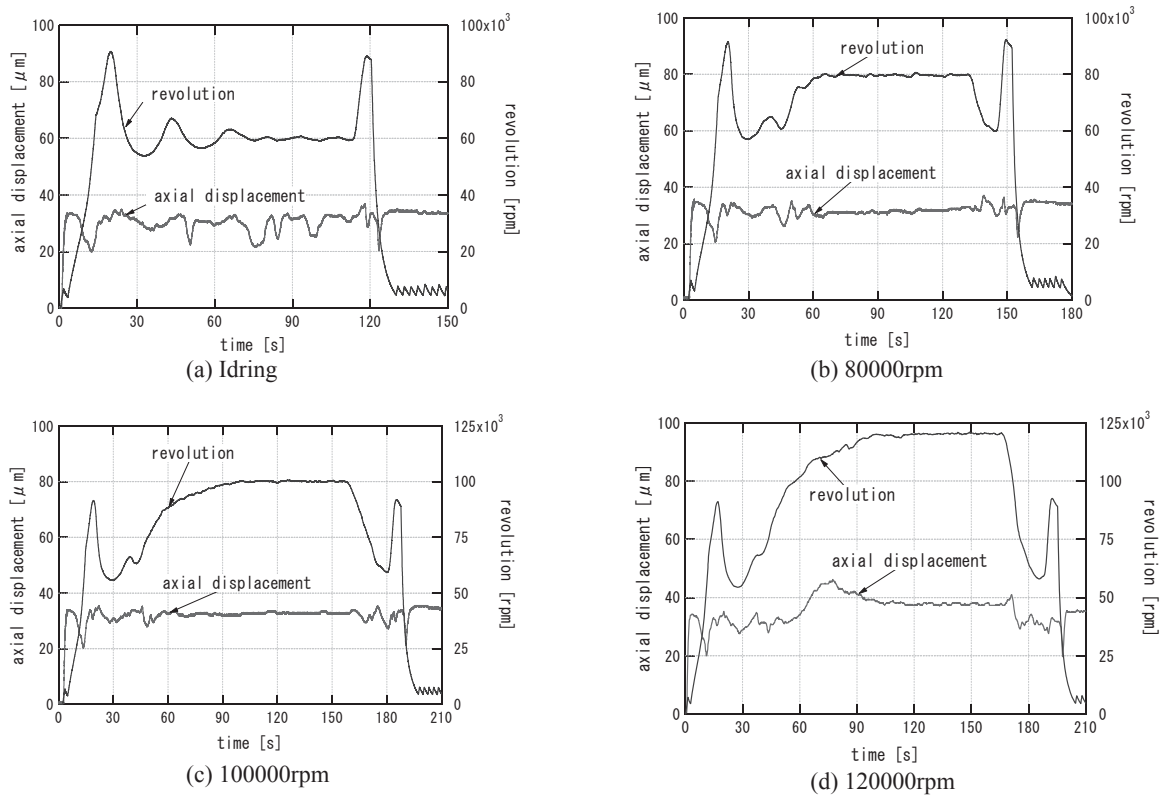 100
80
60
40
20
0
axial displacement [μm]
100x10³
80
60
40
20
0
revolution [rpm]
revolution
axial displacement
0 30 60 90 120 150
time [s]
(a) Idring
100
80
60
40
20
0
axial displacement [μm]
100x10³
80
60
40
20
0
revolution [rpm]
revolution
axial displacement
0 30 60 90 120 150 180
time [s]
(b) 80000rpm
100
80
60
40
20
0
axial displacement [μm]
125x10³
100
75
50
25
0
revolution [rpm]
revolution
axial displacement
0 30 60 90 120 150 180 210
time [s]
(c) 100000rpm
100
80
60
40
20
0
axial displacement [μm]
125x10³
100
75
50
25
0
revolution [rpm]
revolution
axial displacement
0 30 60 90 120 150 180 210
time [s]
(d) 120000rpm